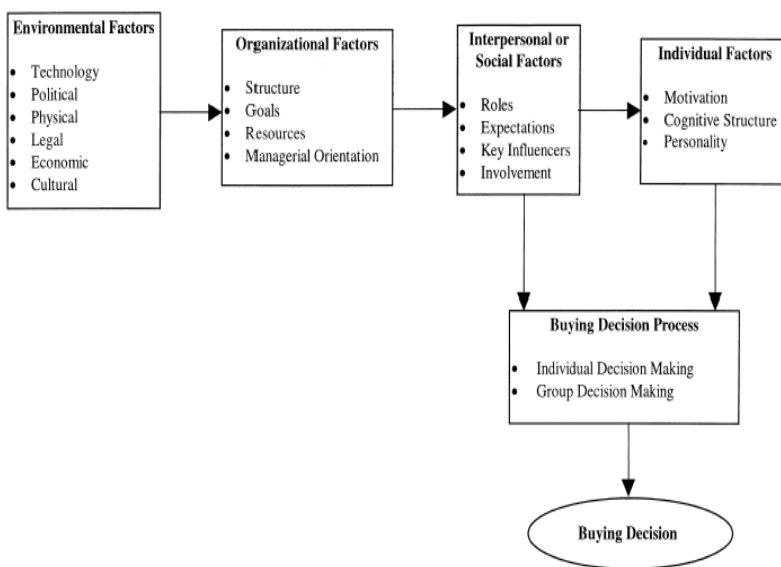 Environmental Factors
• Technology
• Political
• Physical
• Legal
• Economic
• Cultural
Organizational Factors
• Structure
• Goals
• Resources
• Managerial Orientation
Interpersonal or
Social Factors
• Roles
• Expectations
• Key Influencers
• Involvement
Individual Factors
• Motivation
• Cognitive Structure
• Personality
Buying Decision Process
• Individual Decision Making
• Group Decision Making
Buying Decision